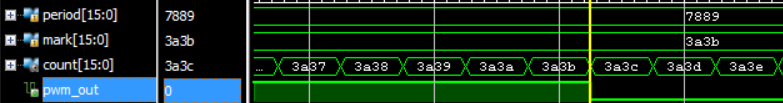 period[15:0] 7889 7889
mark[15:0] 3a3b 3a3b
count[15:0] 3a3c ... 3a37 3a38 3a39 3a3a 3a3b 3a3c 3a3d 3a3e
pwm_out 0